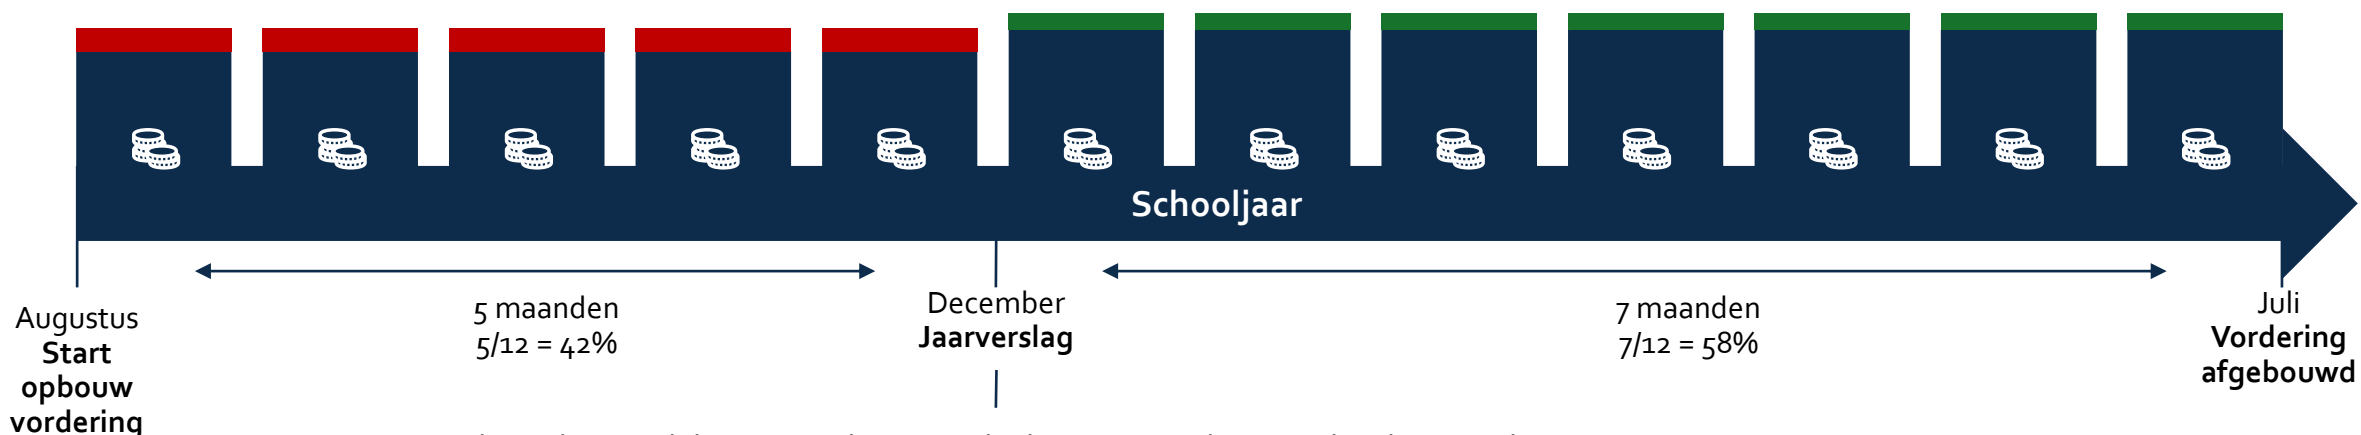 Schooljaar
Augustus
Start
opbouw
vordering
5 maanden
5/12 = 42%
December
Jaarverslag
7 maanden
7/12 = 58%
Juli
Vordering
afgebouwd